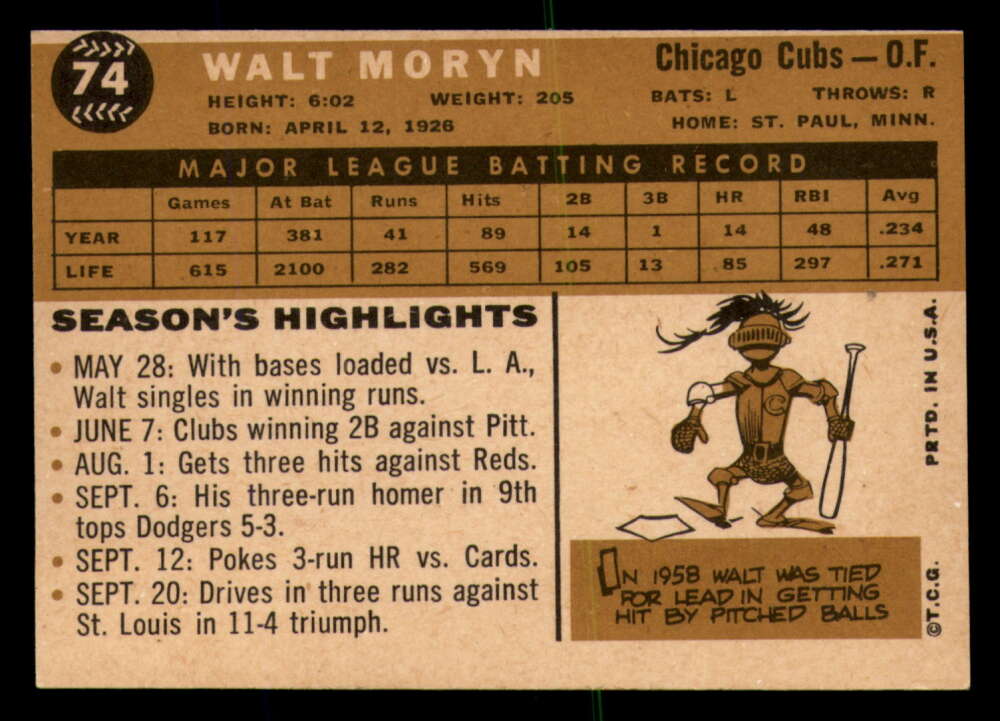 74
WALT MORYN
Chicago Cubs — O.F.
HEIGHT: 6:02 WEIGHT: 205 BATS: L THROWS: R
BORN: APRIL 12, 1926 HOME: ST. PAUL, MINN.
MAJOR LEAGUE BATTING RECORD
Games At Bat Runs Hits 2B 3B HR RBI Avg
YEAR 117 381 41 89 14 1 14 48 .234
LIFE 615 2100 282 569 105 13 85 297 .271
SEASON'S HIGHLIGHTS
• MAY 28: With bases loaded vs. L. A.,
Walt singles in winning runs.
• JUNE 7: Clubs winning 2B against Pitt.
• AUG. 1: Gets three hits against Reds.
• SEPT. 6: His three-run homer in 9th
tops Dodgers 5-3.
• SEPT. 12: Pokes 3-run HR vs. Cards.
• SEPT. 20: Drives in three runs against
St. Louis in 11-4 triumph.
C
IN 1958 WALT WAS TIED
FOR LEAD IN GETTING
HIT BY PITCHED BALLS
©T.C.G. PRTD. IN U.S.A.